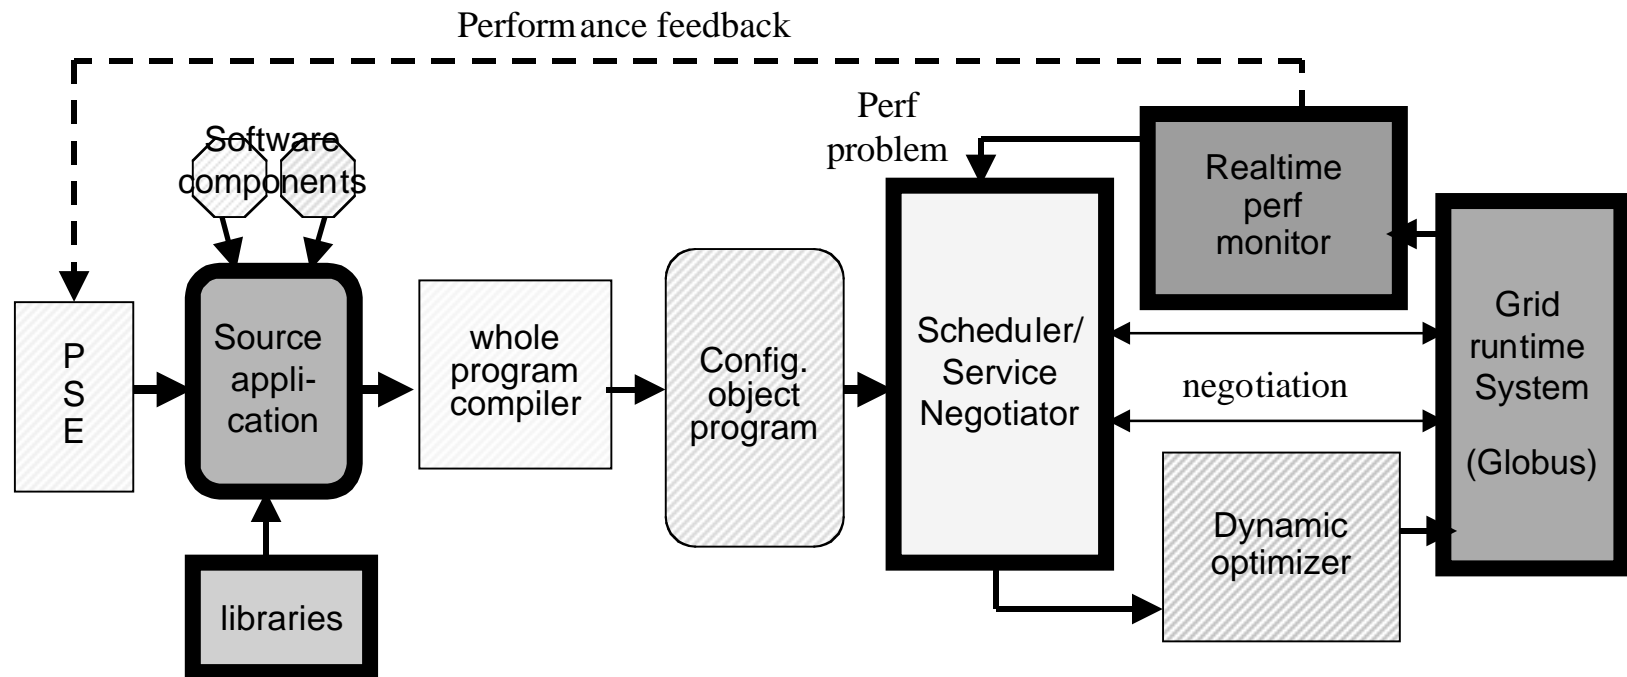 Performance feedback
Perf
problem
Software
components
Realtime
perf
monitor
P
S
E
Source
appli-
cation
whole
program
compiler
Config.
object
program
Scheduler/
Service
Negotiator
negotiation
Grid
runtime
System
(Globus)
Dynamic
optimizer
libraries